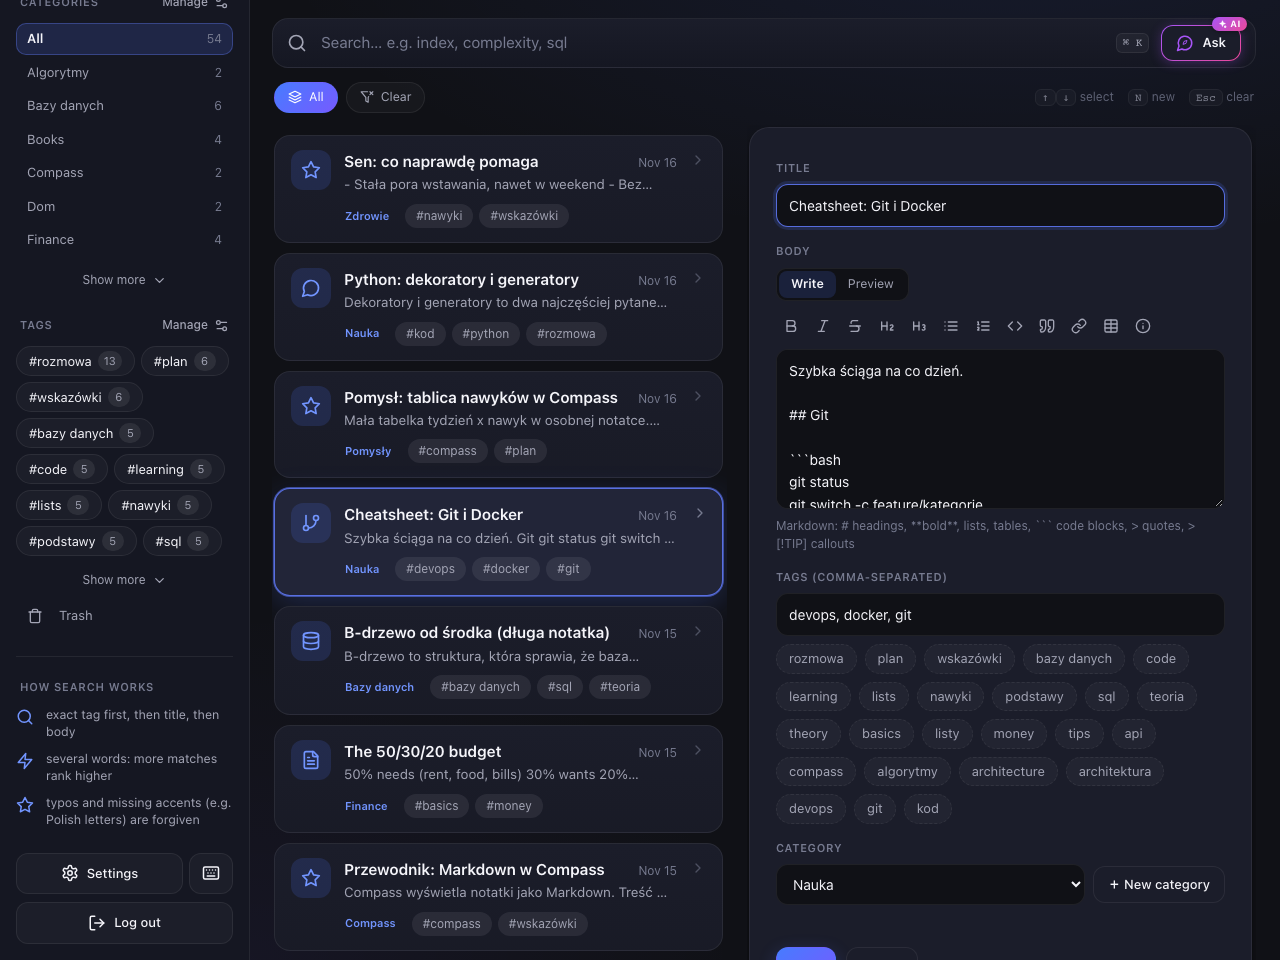 CATEGORIES
Manage
All 54
Algorytmy 2
Bazy danych 6
Books 4
Compass 2
Dom 2
Finance 4
Show more
TAGS
Manage
#rozmowa 13
#plan 6
#wskazówki 6
#bazy danych 5
#code 5
#learning 5
#lists 5
#nawyki 5
#podstawy 5
#sql 5
Show more
Trash
HOW SEARCH WORKS
exact tag first, then title, then
body
several words: more matches
rank higher
typos and missing accents (e.g.
Polish letters) are forgiven
Settings
Log out
Search... e.g. index, complexity, sql
⌘ K
Ask
AI
All
Clear
↑ ↓ select
N new
Esc clear
Sen: co naprawdę pomaga
Nov 16
- Stała pora wstawania, nawet w weekend - Bez...
Zdrowie #nawyki #wskazówki
Python: dekoratory i generatory
Nov 16
Dekoratory i generatory to dwa najczęściej pytane...
Nauka #kod #python #rozmowa
Pomysł: tablica nawyków w Compass
Nov 16
Mała tabelka tydzień x nawyk w osobnej notatce....
Pomysły #compass #plan
Cheatsheet: Git i Docker
Nov 16
Szybka ściąga na co dzień. Git git status git switch ...
Nauka #devops #docker #git
B-drzewo od środka (długa notatka)
Nov 15
B-drzewo to struktura, która sprawia, że baza...
Bazy danych #bazy danych #sql #teoria
The 50/30/20 budget
Nov 15
50% needs (rent, food, bills) 30% wants 20%...
Finance #basics #money
Przewodnik: Markdown w Compass
Nov 15
Compass wyświetla notatki jako Markdown. Treść ...
Compass #compass #wskazówki
TITLE
Cheatsheet: Git i Docker
BODY
Write
Preview
B I S H2 H3
Szybka ściąga na co dzień.
## Git
```bash
git status
git switch -c feature/kategorie
Markdown: # headings, **bold**, lists, tables, ``` code blocks, > quotes, >
[!TIP] callouts
TAGS (COMMA-SEPARATED)
devops, docker, git
rozmowa plan wskazówki bazy danych code
learning lists nawyki podstawy sql teoria
theory basics listy money tips api
compass algorytmy architecture architektura
devops git kod
CATEGORY
Nauka
+ New category